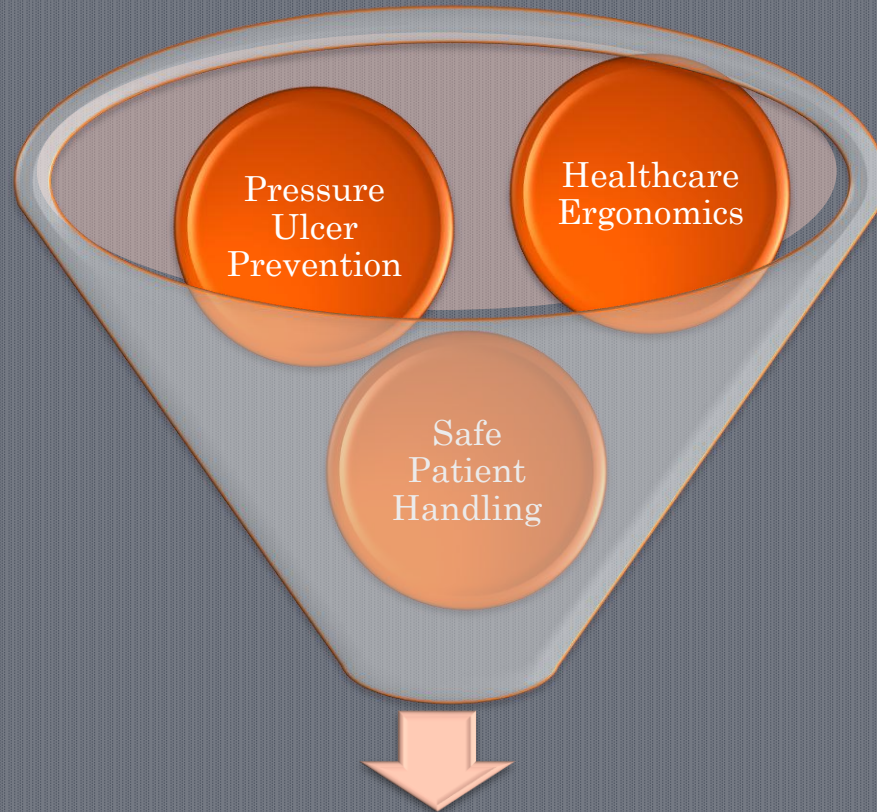 Pressure
Ulcer
Prevention
Healthcare
Ergonomics
Safe
Patient
Handling